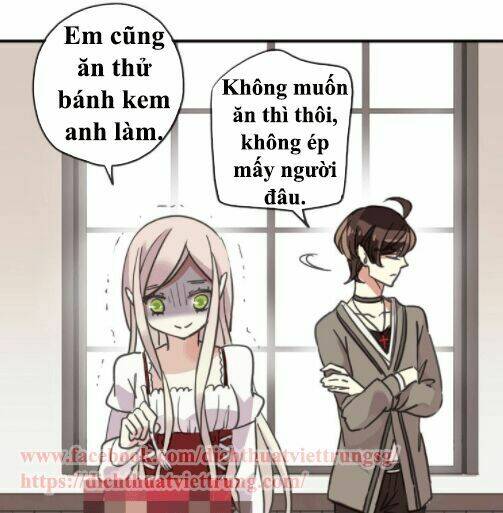 Em cũng
ăn thử
bánh kem
anh làm.
Không muốn
ăn thì thôi,
không ép
mấy người
đâu.
www.facebook.com/dichthuatviettrungsg/
https://dichthuatviettrung.com/